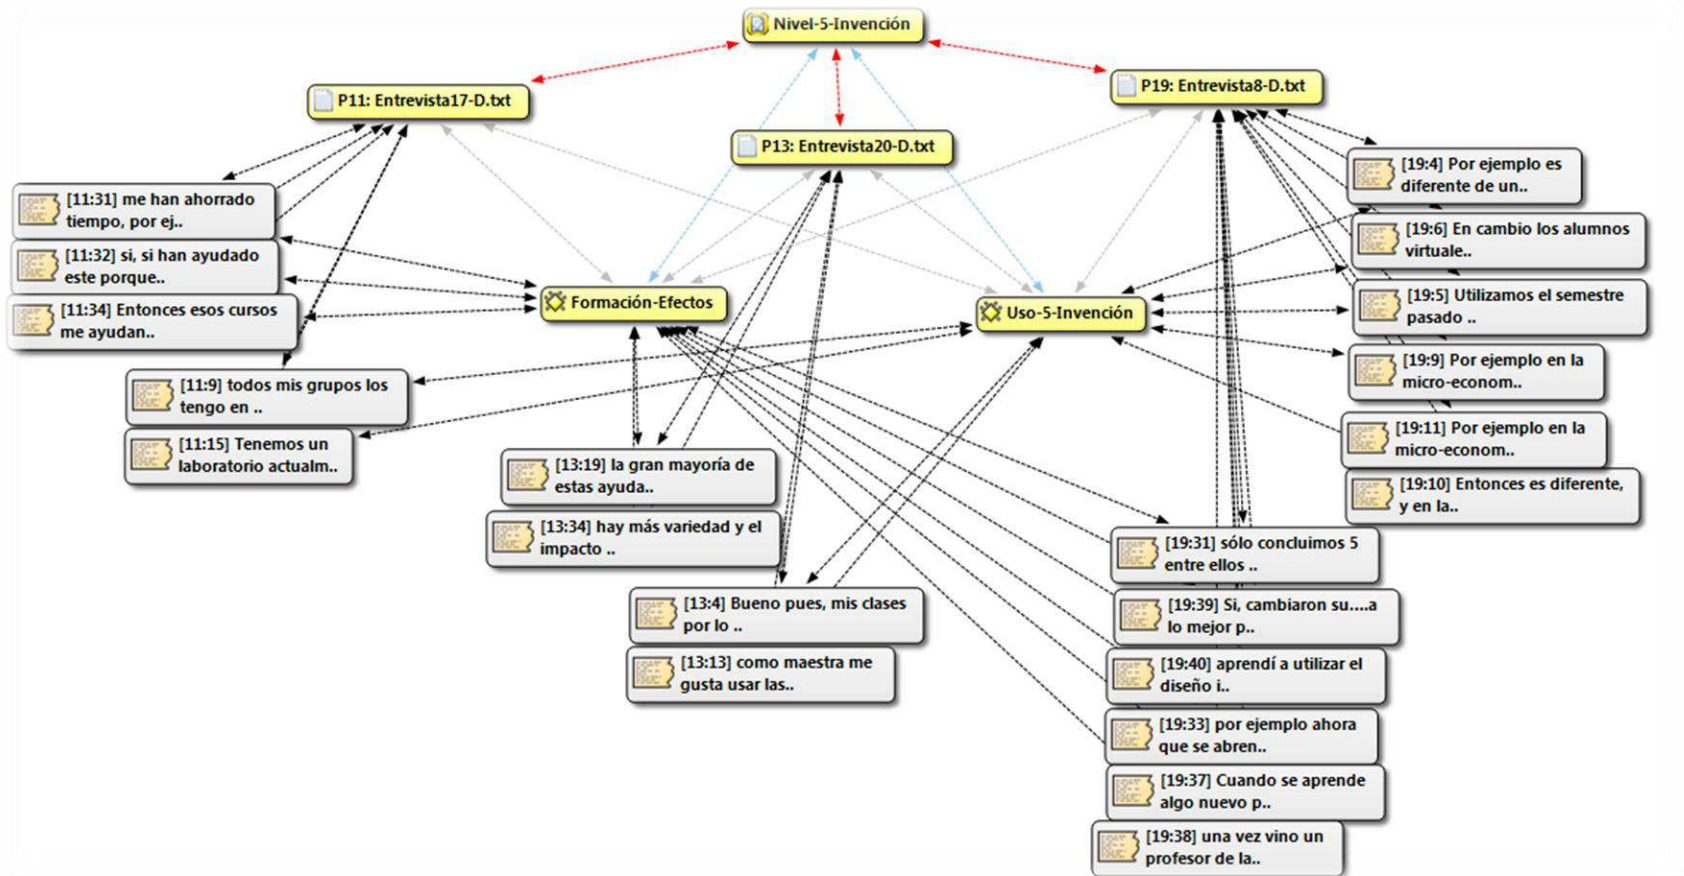 Nivel-5-Invención
P11: Entrevista17-D.txt
P19: Entrevista8-D.txt
P13: Entrevista20-D.txt
[11:31] me han ahorrado
tiempo, por ej..
[11:32] si, si han ayudado
este porque..
[11:34] Entonces esos cursos
me ayudan..
[11:9] todos mis grupos los
tengo en ..
[11:15] Tenemos un
laboratorio actualm..
Formación-Efectos
Uso-5-Invención
[19:4] Por ejemplo es
diferente de un..
[19:6] En cambio los alumnos
virtuale..
[19:5] Utilizamos el semestre
pasado ..
[19:9] Por ejemplo en la
micro-econom..
[19:11] Por ejemplo en la
micro-econom..
[19:10] Entonces es diferente,
y en la..
[13:19] la gran mayoría de
estas ayuda..
[13:34] hay más variedad y el
impacto ..
[13:4] Bueno pues, mis clases
por lo ..
[13:13] como maestra me
gusta usar las..
[19:31] sólo concluimos 5
entre ellos ..
[19:39] Si, cambiaron su....a
lo mejor p..
[19:40] aprendí a utilizar el
diseño i..
[19:33] por ejemplo ahora
que se abren..
[19:37] Cuando se aprende
algo nuevo p..
[19:38] una vez vino un
profesor de la..